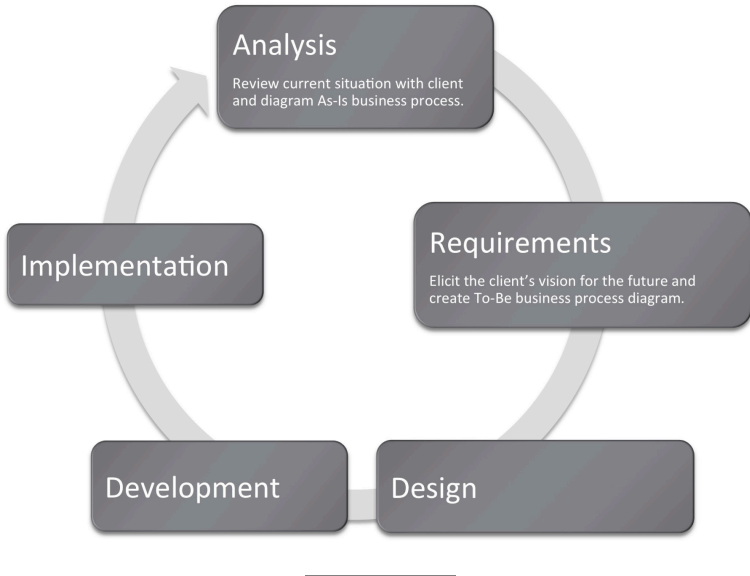 Analysis
Review current situation with client
and diagram As-Is business process.
Requirements
Elicit the client's vision for the future and
create To-Be business process diagram.
Design
Development
Implementation